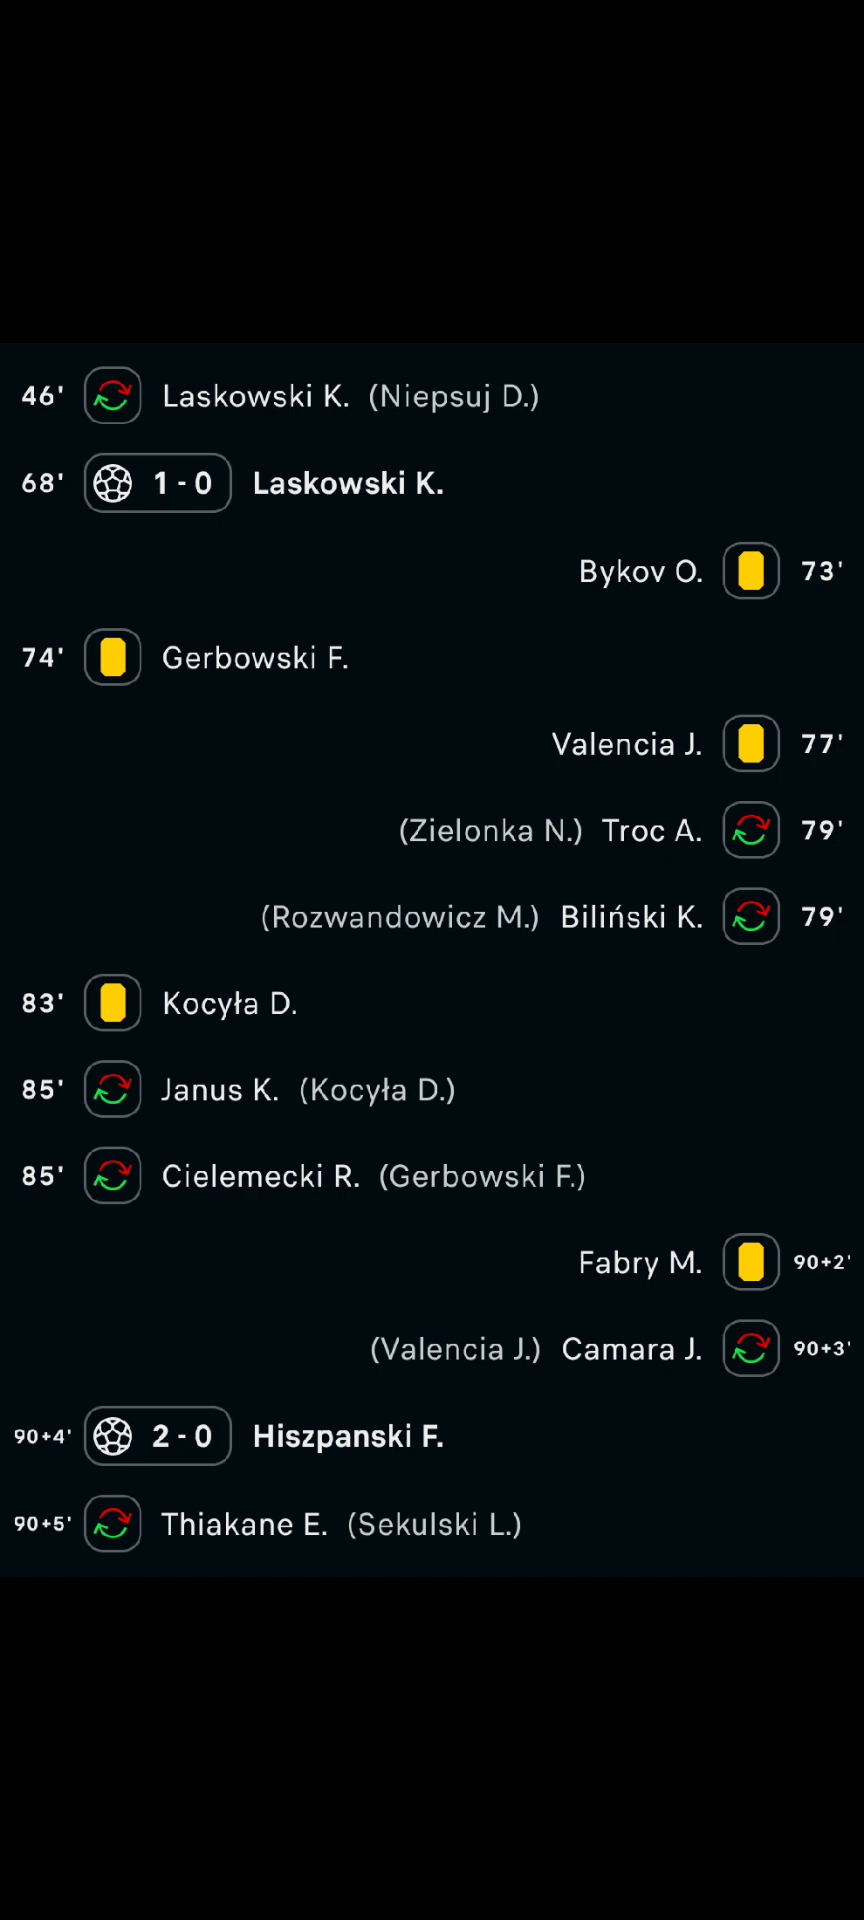 46' Laskowski K. (Niepsuj D.)
68' 1 - 0 Laskowski K.
Bykov O. 73'
74' Gerbowski F.
Valencia J. 77'
(Zielonka N.) Troc A. 79'
(Rozwandowicz M.) Biliński K. 79'
83' Kocyła D.
85' Janus K. (Kocyła D.)
85' Cielemecki R. (Gerbowski F.)
Fabry M. 90+2'
(Valencia J.) Camara J. 90+3'
90+4' 2 - 0 Hiszpanski F.
90+5' Thiakane E. (Sekulski L.)